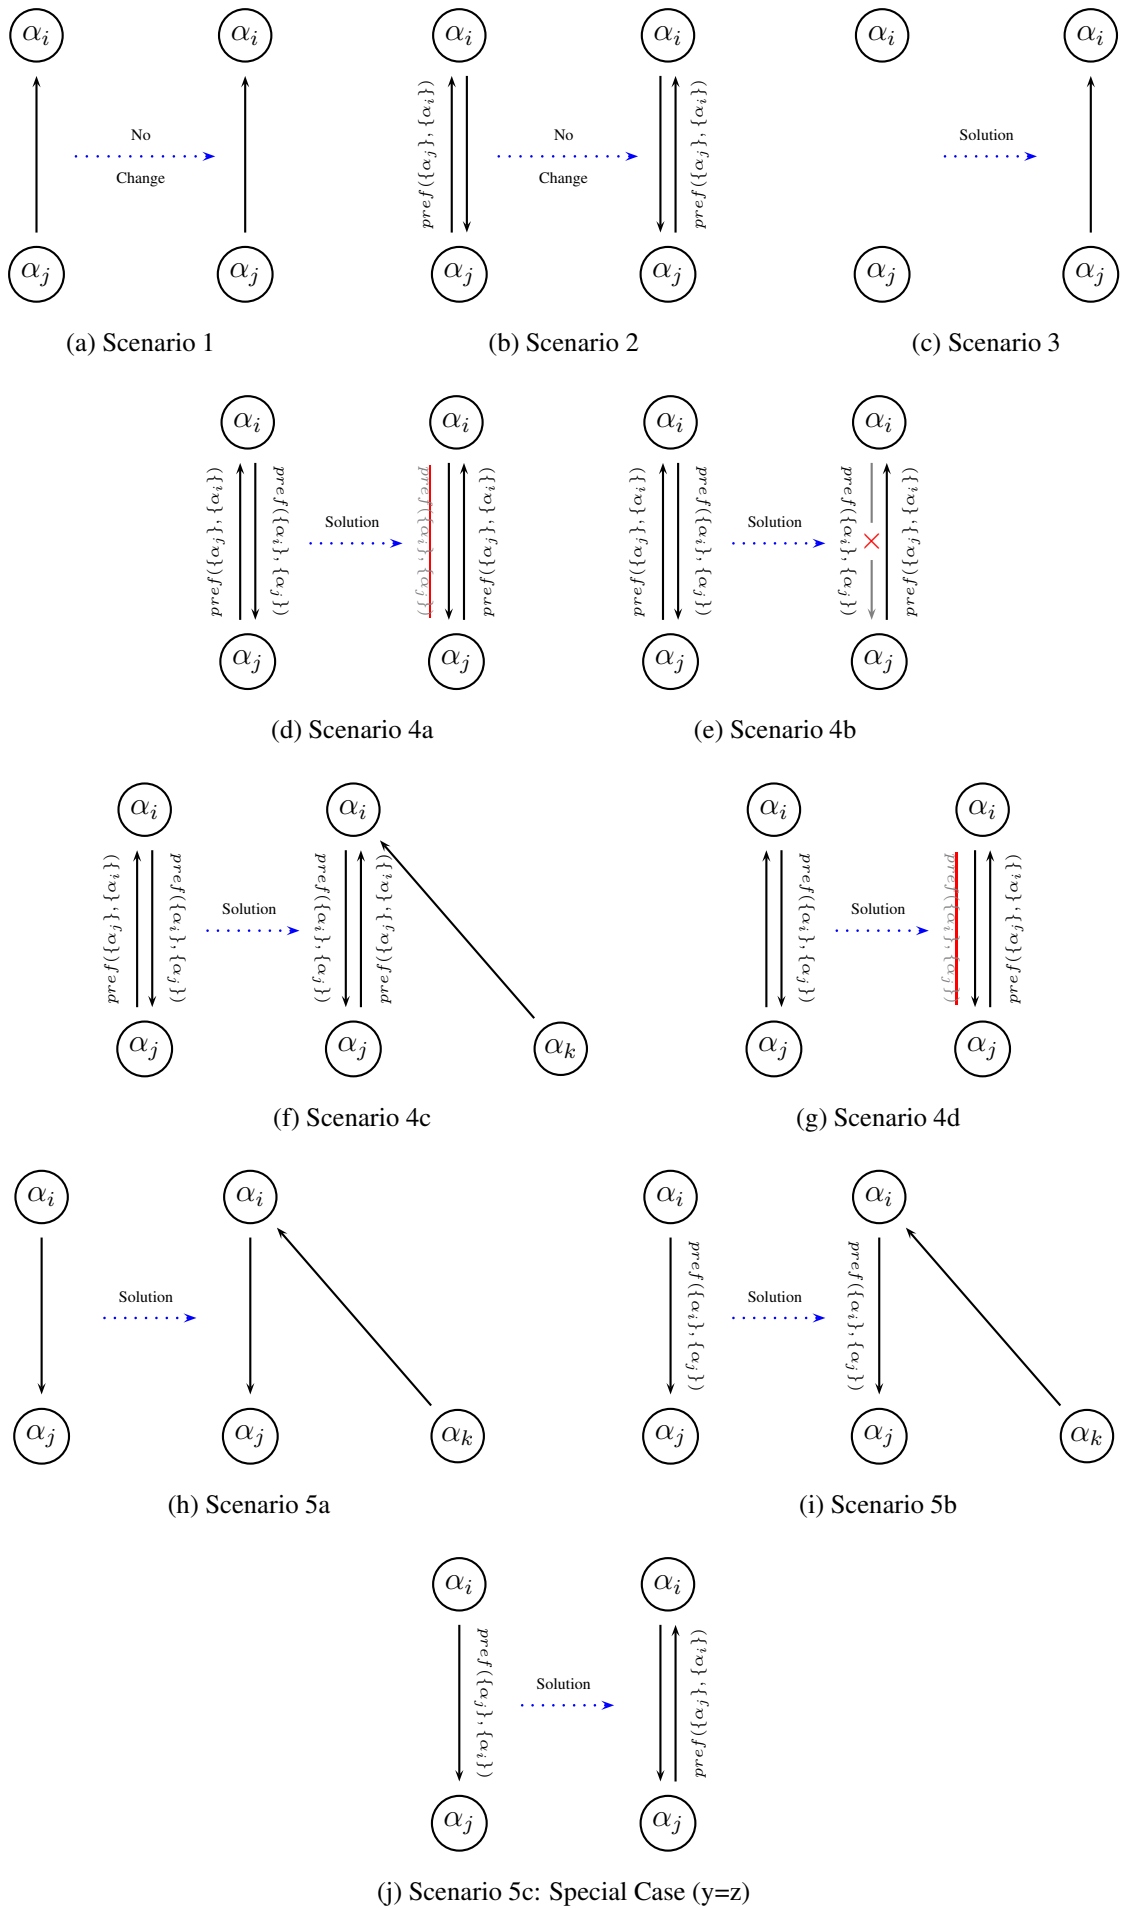 αᵢ αᵢ αᵢ αᵢ αᵢ αᵢ
pref({αⱼ}, {αᵢ}) pref({αⱼ}, {αᵢ})
No No Solution
Change Change
αⱼ αⱼ αⱼ αⱼ αⱼ αⱼ
(a) Scenario 1 (b) Scenario 2 (c) Scenario 3
αᵢ αᵢ αᵢ αᵢ
pref({αⱼ}, {αᵢ}) pref({αᵢ}, {αⱼ}) pref({αᵢ}, {αⱼ}) pref({αⱼ}, {αᵢ}) pref({αⱼ}, {αᵢ}) pref({αᵢ}, {αⱼ}) pref({αᵢ}, {αⱼ}) pref({αⱼ}, {αᵢ})
Solution Solution
αⱼ αⱼ αⱼ αⱼ
(d) Scenario 4a (e) Scenario 4b
αᵢ αᵢ αᵢ αᵢ
pref({αⱼ}, {αᵢ}) pref({αᵢ}, {αⱼ}) pref({αᵢ}, {αⱼ}) pref({αⱼ}, {αᵢ}) pref({αᵢ}, {αⱼ}) pref({αᵢ}, {αⱼ}) pref({αⱼ}, {αᵢ})
Solution Solution
αⱼ αⱼ αₖ αⱼ αⱼ
(f) Scenario 4c (g) Scenario 4d
αᵢ αᵢ αᵢ αᵢ
pref({αᵢ}, {αⱼ}) pref({αᵢ}, {αⱼ})
Solution Solution
αⱼ αⱼ αₖ αⱼ αⱼ αₖ
(h) Scenario 5a (i) Scenario 5b
αᵢ αᵢ
pref({αⱼ}, {αᵢ}) pref({αⱼ}, {αᵢ})
Solution
αⱼ αⱼ
(j) Scenario 5c: Special Case (y=z)